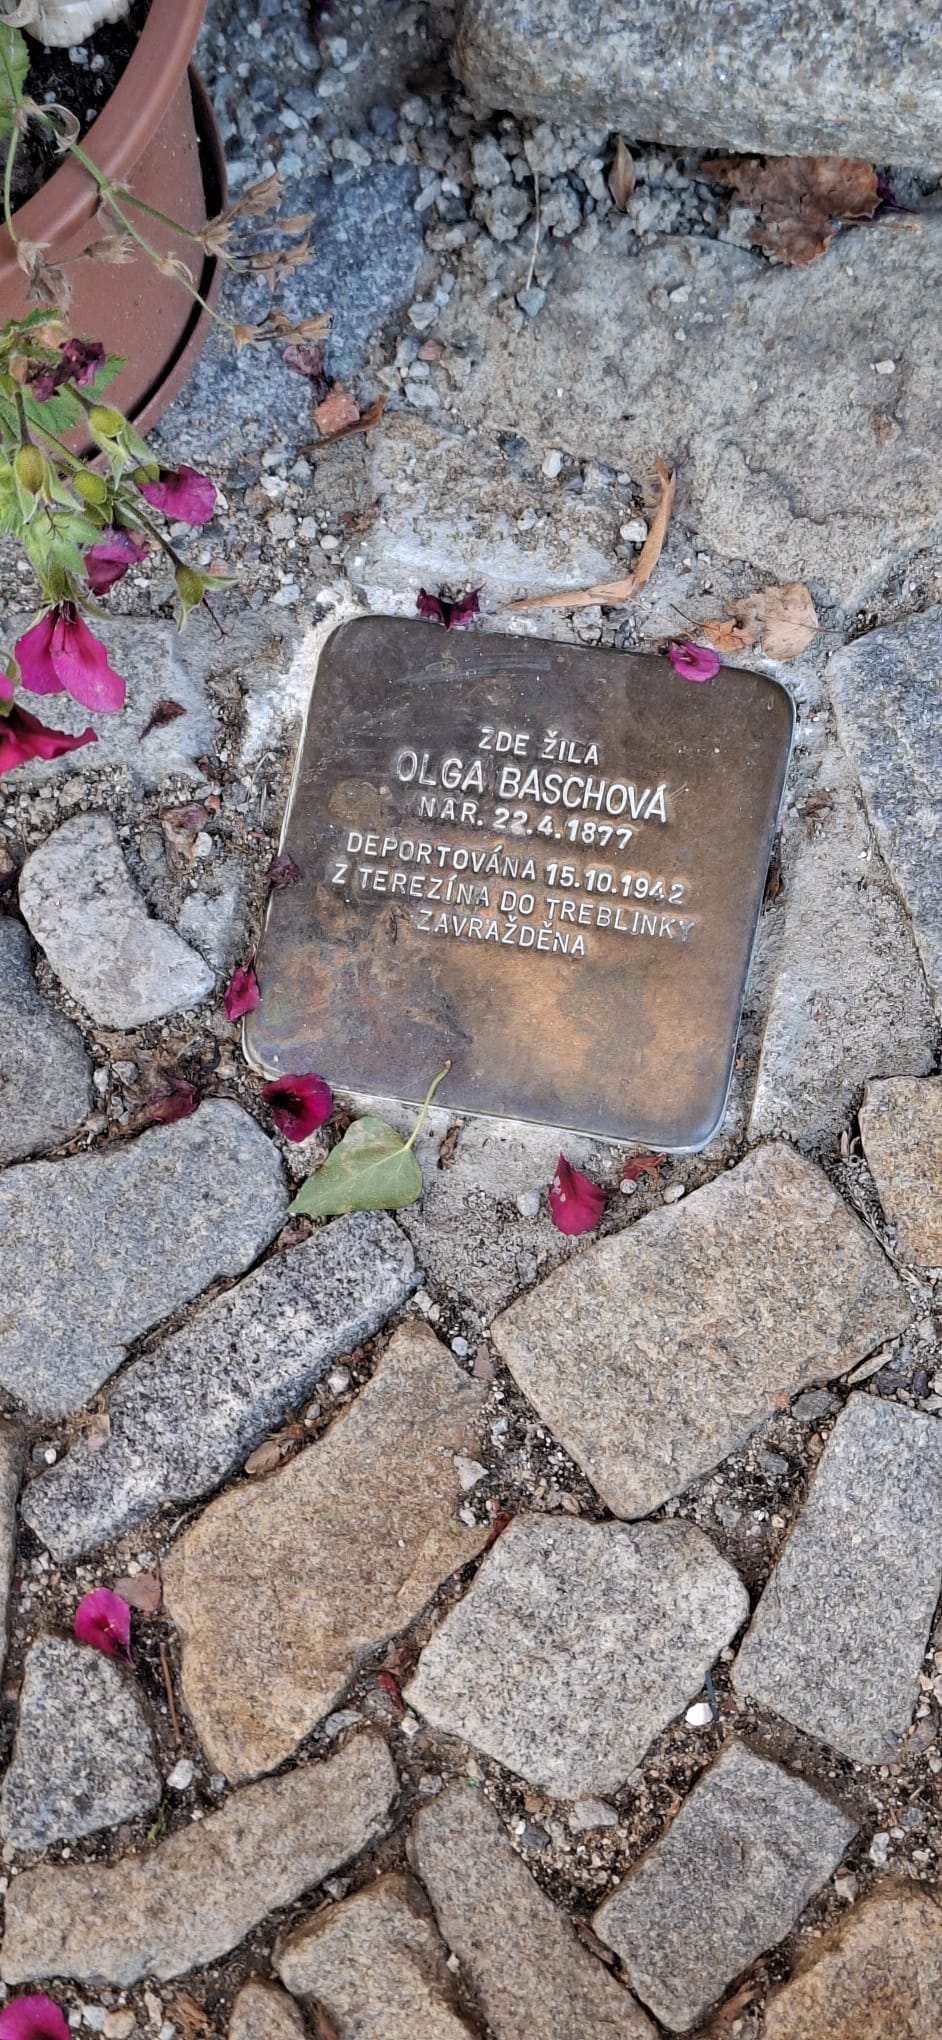 ZDE ŽILA
OLGA BASCHOVÁ
NAR. 22.4.1877
DEPORTOVÁNA 15.10.1942
Z TEREZÍNA DO TREBLINKY
ZAVRAŽDĚNA